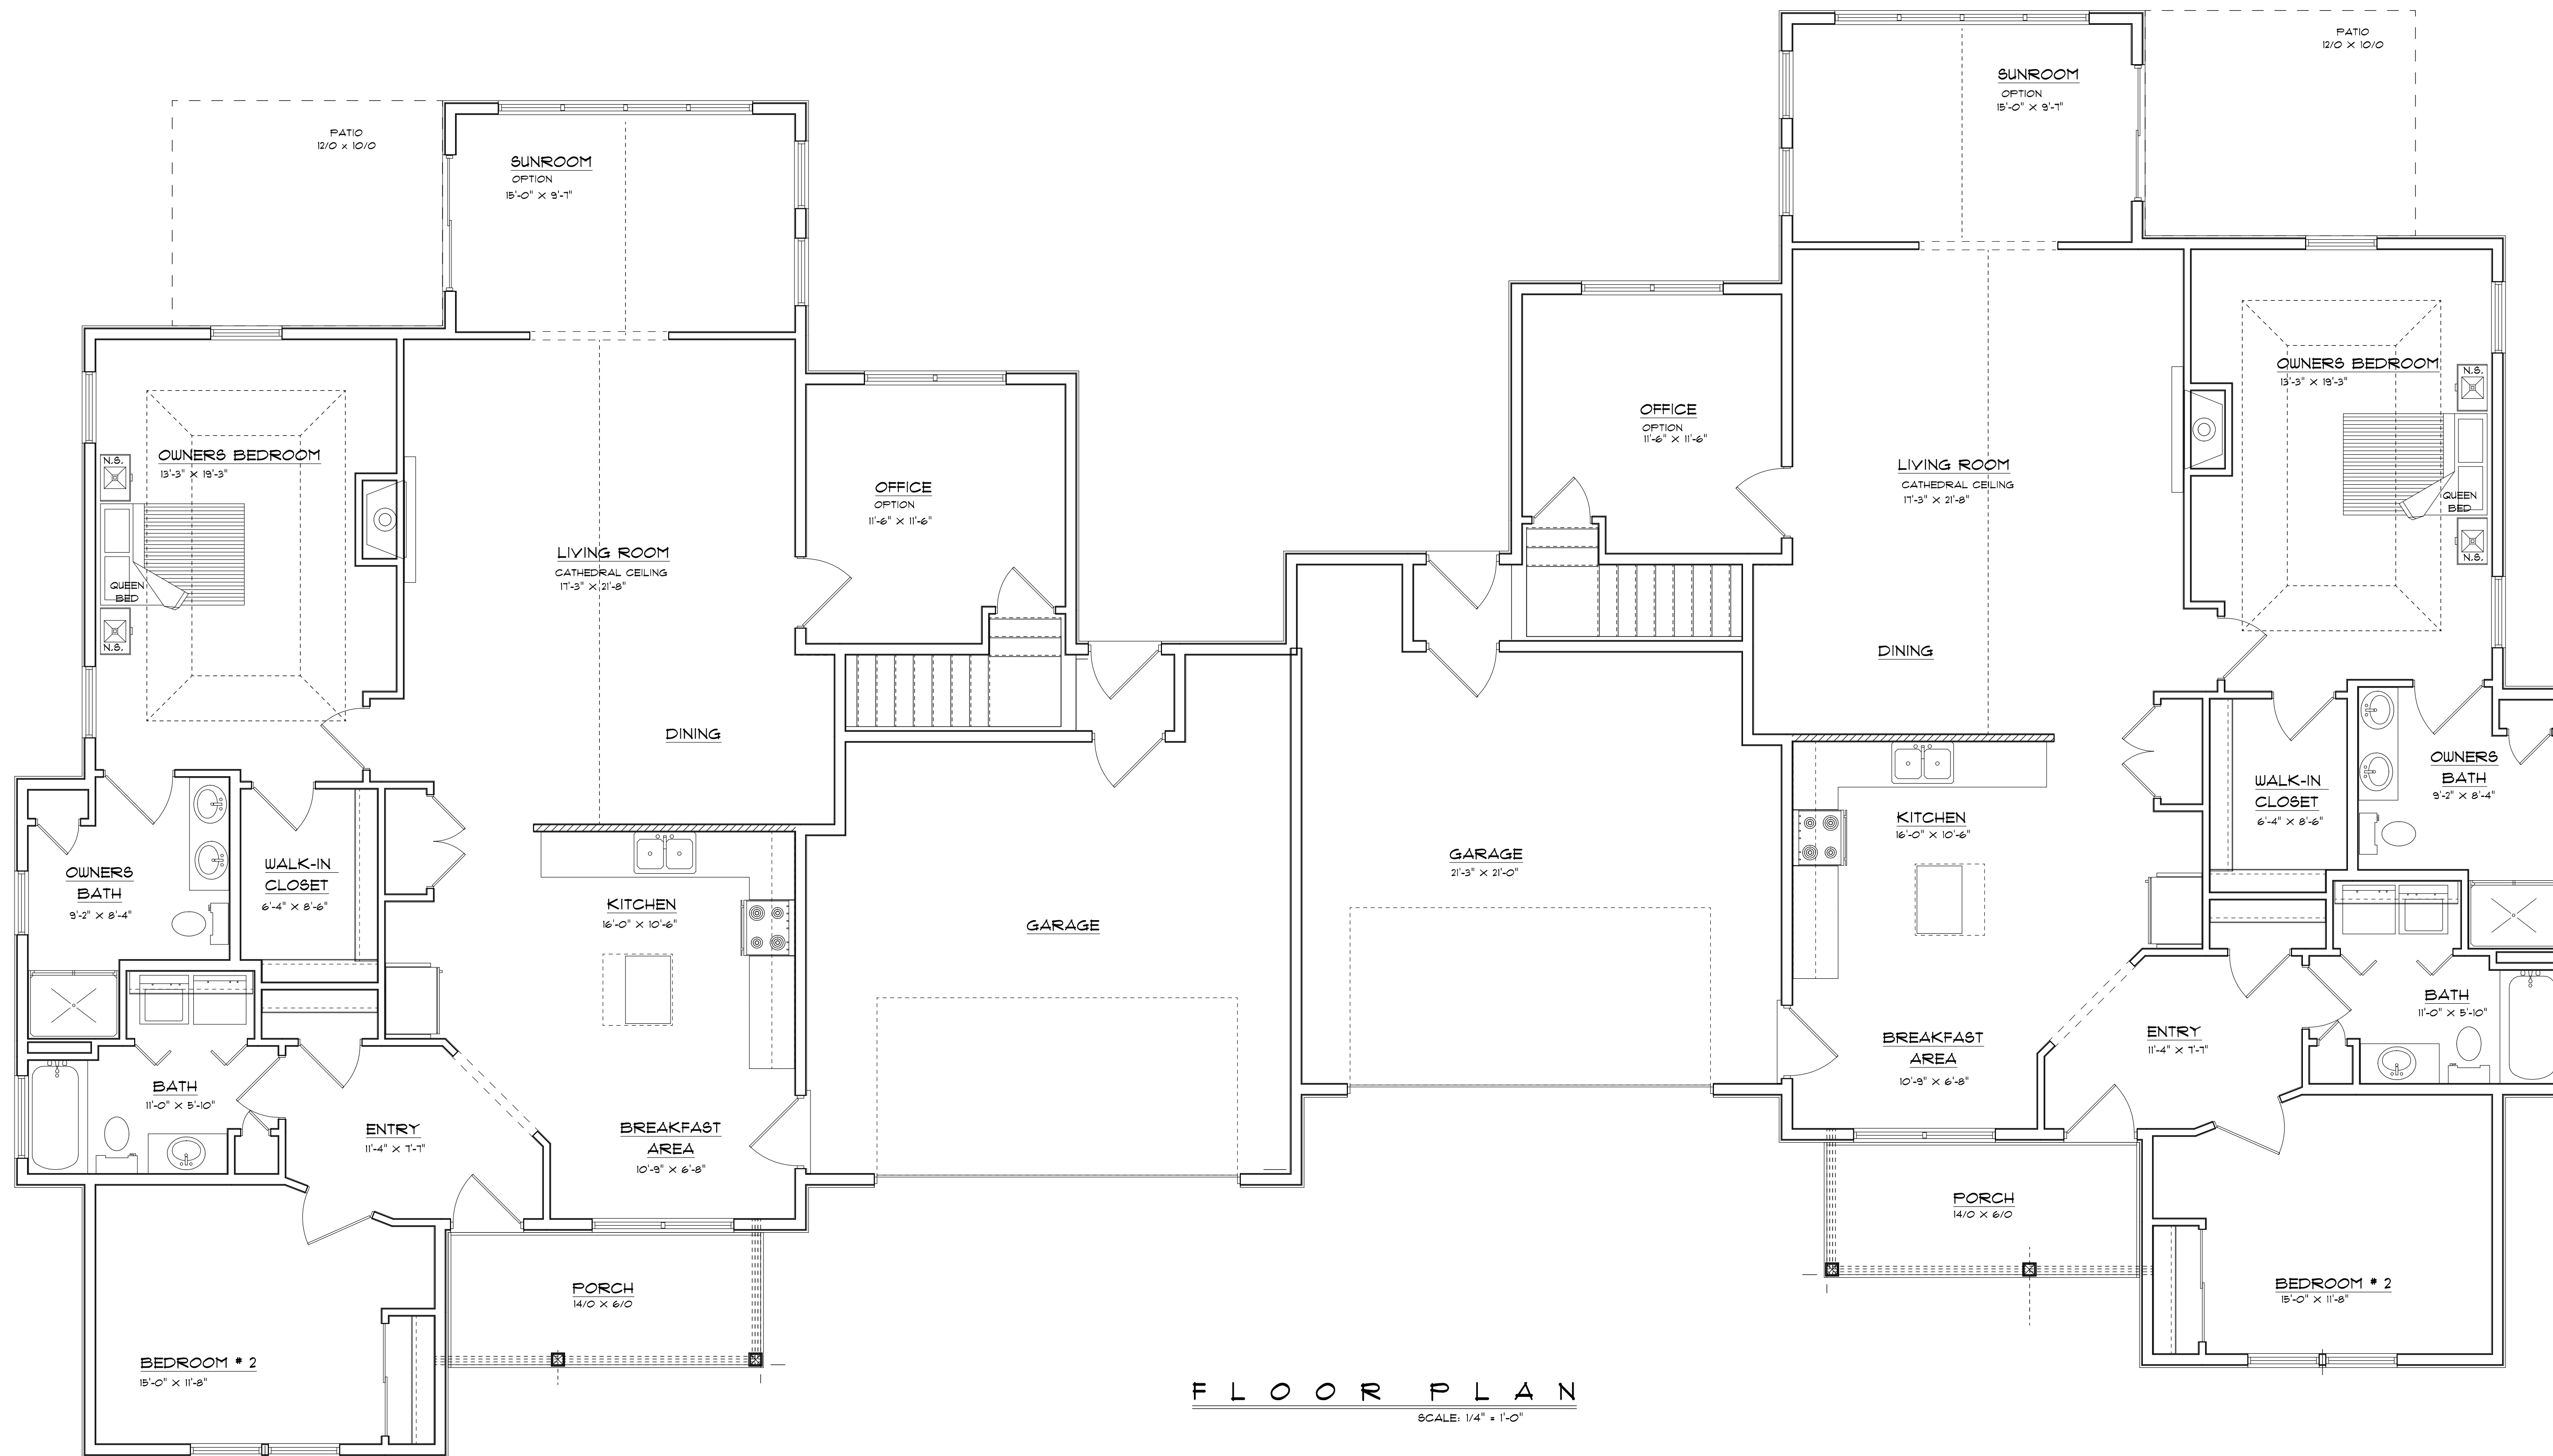 PATIO
12/0 x 10/0
SUNROOM
OPTION
15'-0" X 9'-7"
OWNERS BEDROOM
13'-3" X 19'-3"
N.S.
QUEEN
BED
N.S.
LIVING ROOM
CATHEDRAL CEILING
17'-3" X 21'-8"
OFFICE
OPTION
11'-6" X 11'-6"
DINING
OWNERS
BATH
9'-2" X 8'-4"
WALK-IN
CLOSET
6'-4" X 8'-6"
KITCHEN
16'-0" X 10'-6"
GARAGE
BATH
11'-0" X 5'-10"
ENTRY
11'-4" X 7'-7"
BREAKFAST
AREA
10'-9" X 6'-8"
PORCH
14/0 X 6/0
BEDROOM # 2
15'-0" X 11'-8"
PATIO
12/0 X 10/0
SUNROOM
OPTION
15'-0" X 9'-7"
OFFICE
OPTION
11'-6" X 11'-6"
LIVING ROOM
CATHEDRAL CEILING
17'-3" X 21'-8"
OWNERS BEDROOM
13'-3" X 19'-3"
N.S.
QUEEN
BED
N.S.
DINING
KITCHEN
16'-0" X 10'-6"
WALK-IN
CLOSET
6'-4" X 8'-6"
OWNERS
BATH
9'-2" X 8'-4"
GARAGE
21'-3" X 21'-0"
BREAKFAST
AREA
10'-9" X 6'-8"
ENTRY
11'-4" X 7'-7"
BATH
11'-0" X 5'-10"
PORCH
14/0 X 6/0
BEDROOM # 2
15'-0" X 11'-8"
FLOOR PLAN
SCALE: 1/4" = 1'-0"